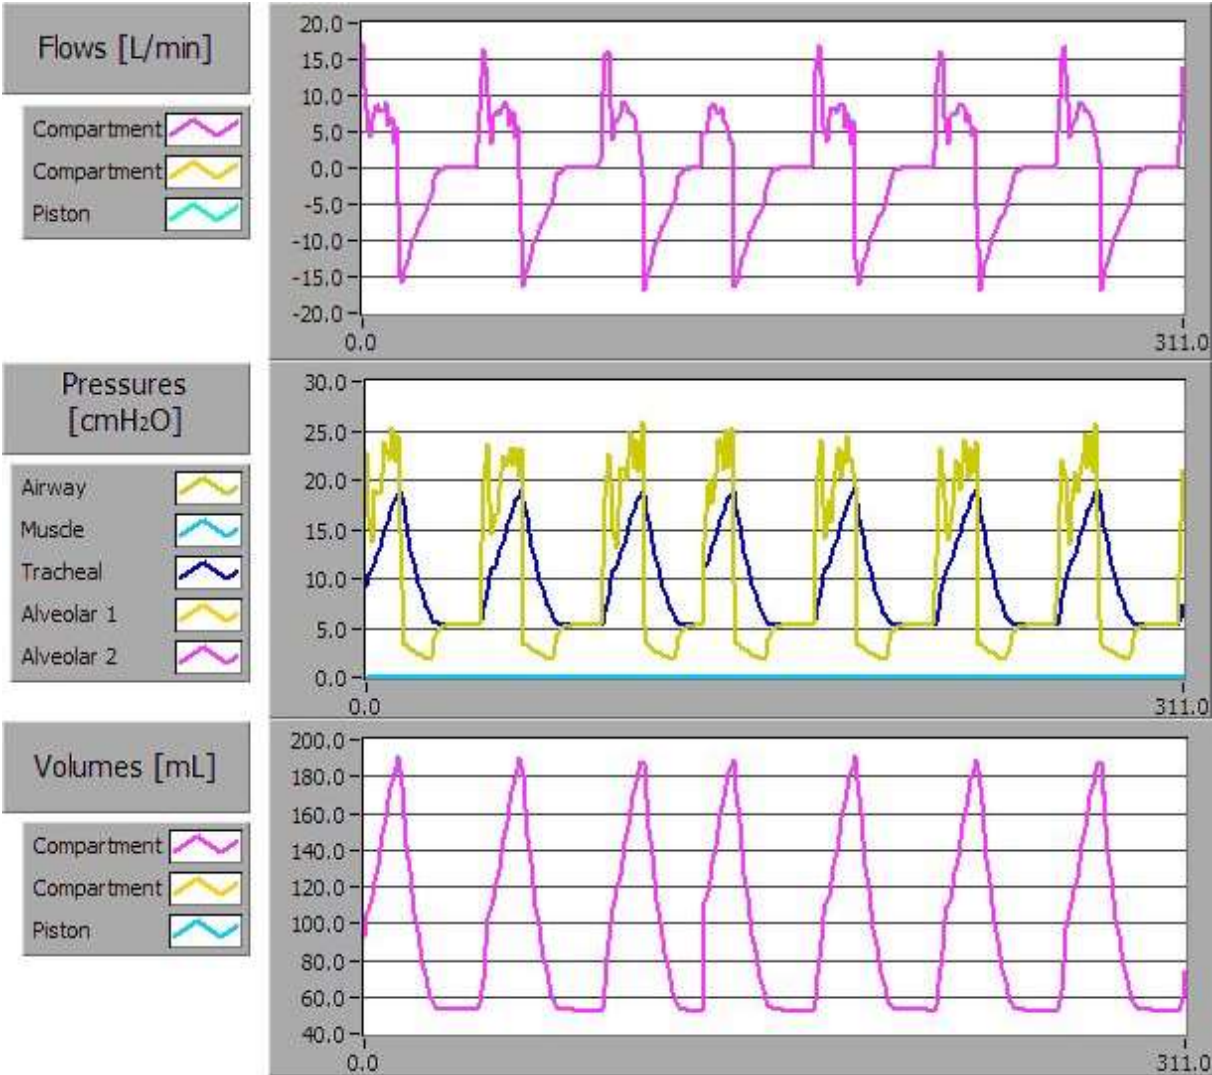 Flows [L/min]
Compartment
Compartment
Piston
20.0
15.0
10.0
5.0
0.0
-5.0
-10.0
-15.0
-20.0
0.0
311.0
Pressures
[cmH2O]
Airway
Muscle
Tracheal
Alveolar 1
Alveolar 2
30.0
25.0
20.0
15.0
10.0
5.0
0.0
0.0
311.0
Volumes [mL]
Compartment
Compartment
Piston
200.0
180.0
160.0
140.0
120.0
100.0
80.0
60.0
40.0
0.0
311.0